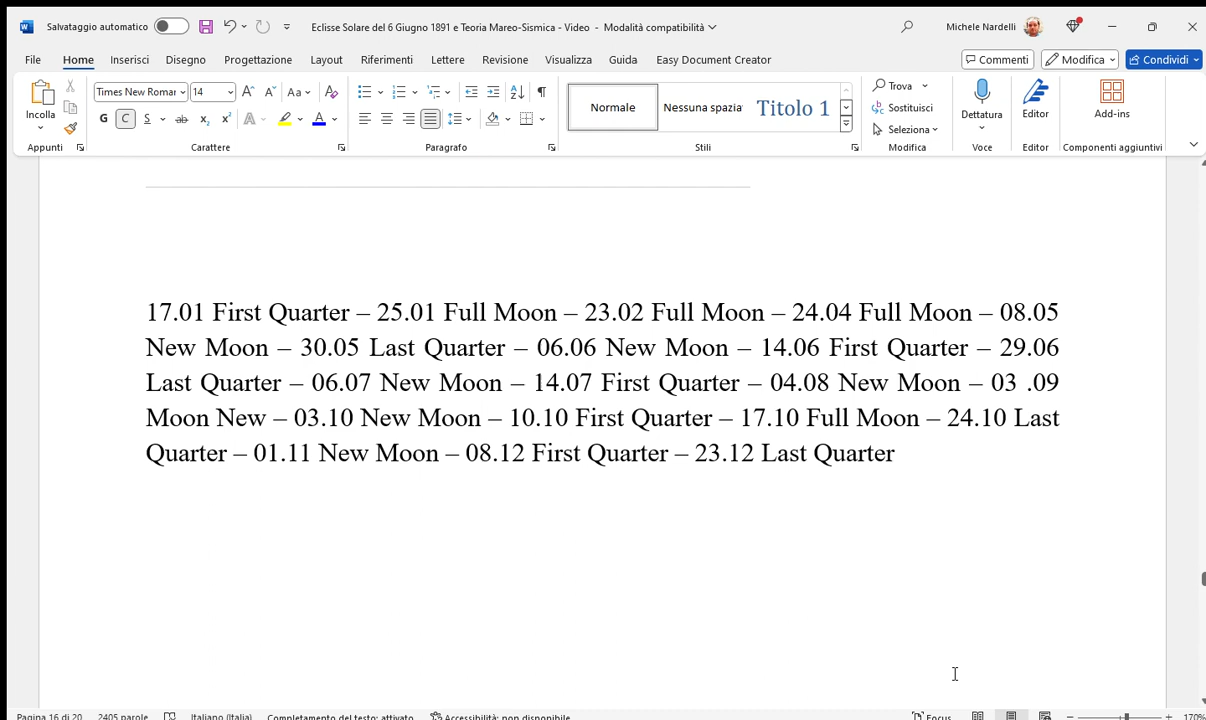 Salvataggio automatico
Eclisse Solare del 6 Giugno 1891 e Teoria Mareo-Sismica - Video - Modalità compatibilità
Michele Nardelli
File Home Inserisci Disegno Progettazione Layout Riferimenti Lettere Revisione Visualizza Guida Easy Document Creator
Commenti Modifica Condividi
Incolla
Times New Romar 14
Aa
G C S ab x₂ x² A A
Normale
Nessuna spazia
Titolo 1
Trova
Sostituisci
Seleziona
Dettatura
Editor
Add-ins
Appunti Carattere Paragrafo Stili Modifica Voce Editor Componenti aggiuntivi
17.01 First Quarter – 25.01 Full Moon – 23.02 Full Moon – 24.04 Full Moon – 08.05
New Moon – 30.05 Last Quarter – 06.06 New Moon – 14.06 First Quarter – 29.06
Last Quarter – 06.07 New Moon – 14.07 First Quarter – 04.08 New Moon – 03 .09
Moon New – 03.10 New Moon – 10.10 First Quarter – 17.10 Full Moon – 24.10 Last
Quarter – 01.11 New Moon – 08.12 First Quarter – 23.12 Last Quarter
Pagina 16 di 20 2405 parole Italiano (Italia) Completamento del testo: attivato Accessibilità: non disponibile Focus 170%